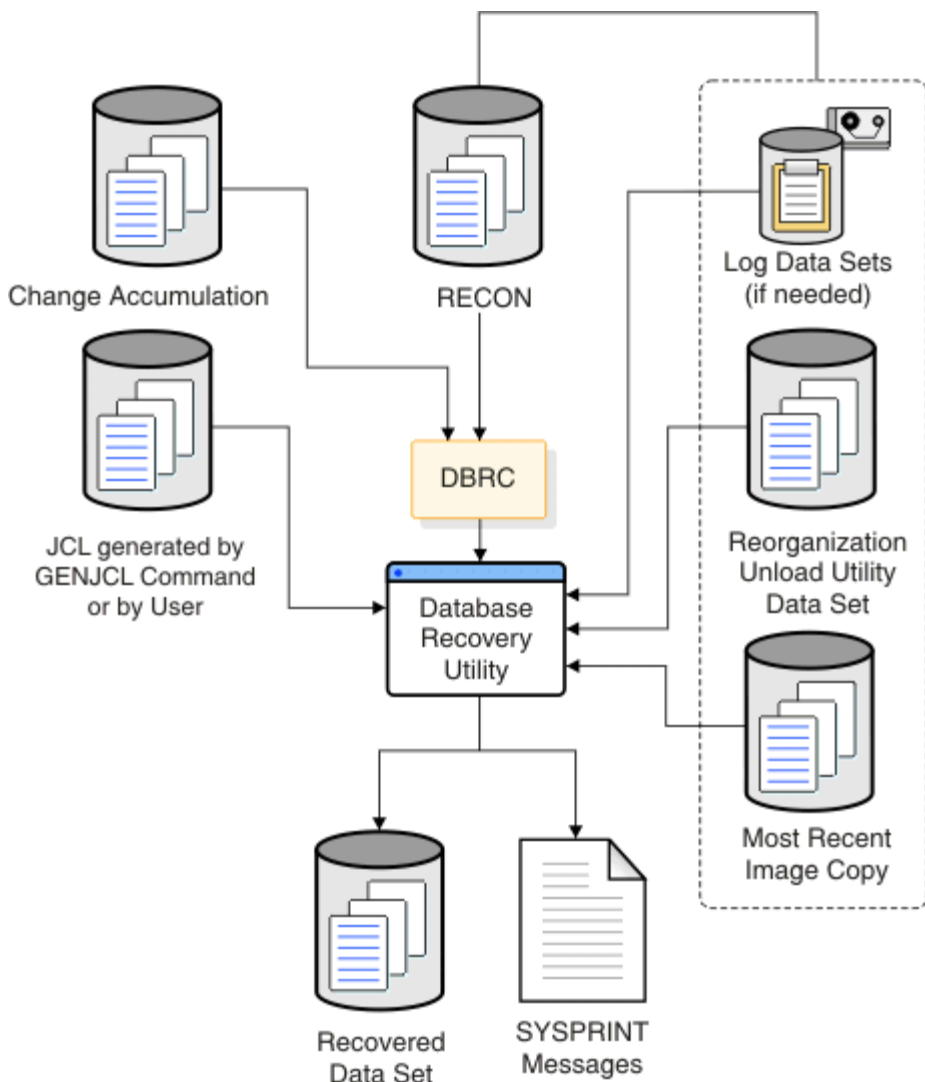 Change Accumulation
RECON
Log Data Sets
(if needed)
JCL generated by
GENJCL Command
or by User
DBRC
Reorganization
Unload Utility
Data Set
Database
Recovery
Utility
Most Recent
Image Copy
Recovered
Data Set
SYSPRINT
Messages